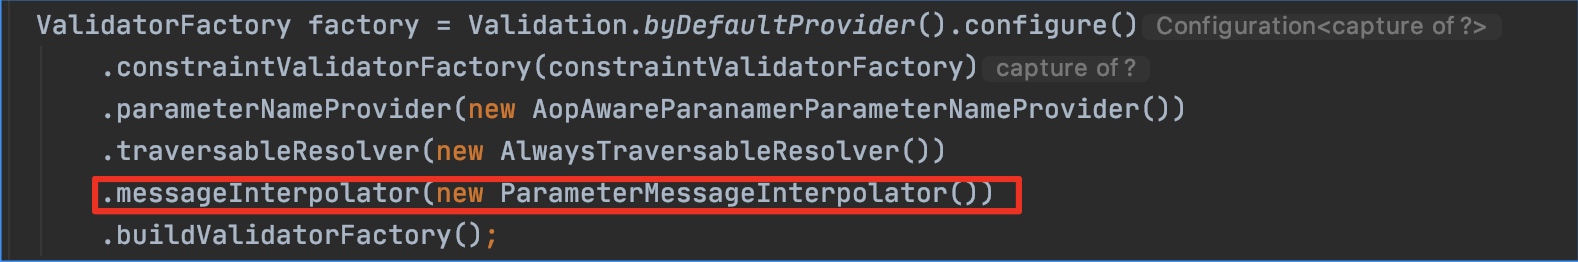 ValidatorFactory factory = Validation.byDefaultProvider().configure() Configuration<capture of ?>
.constraintValidatorFactory(constraintValidatorFactory) capture of ?
.parameterNameProvider(new AopAwareParanamerParameterNameProvider())
.traversableResolver(new AlwaysTraversableResolver())
.messageInterpolator(new ParameterMessageInterpolator())
.buildValidatorFactory();